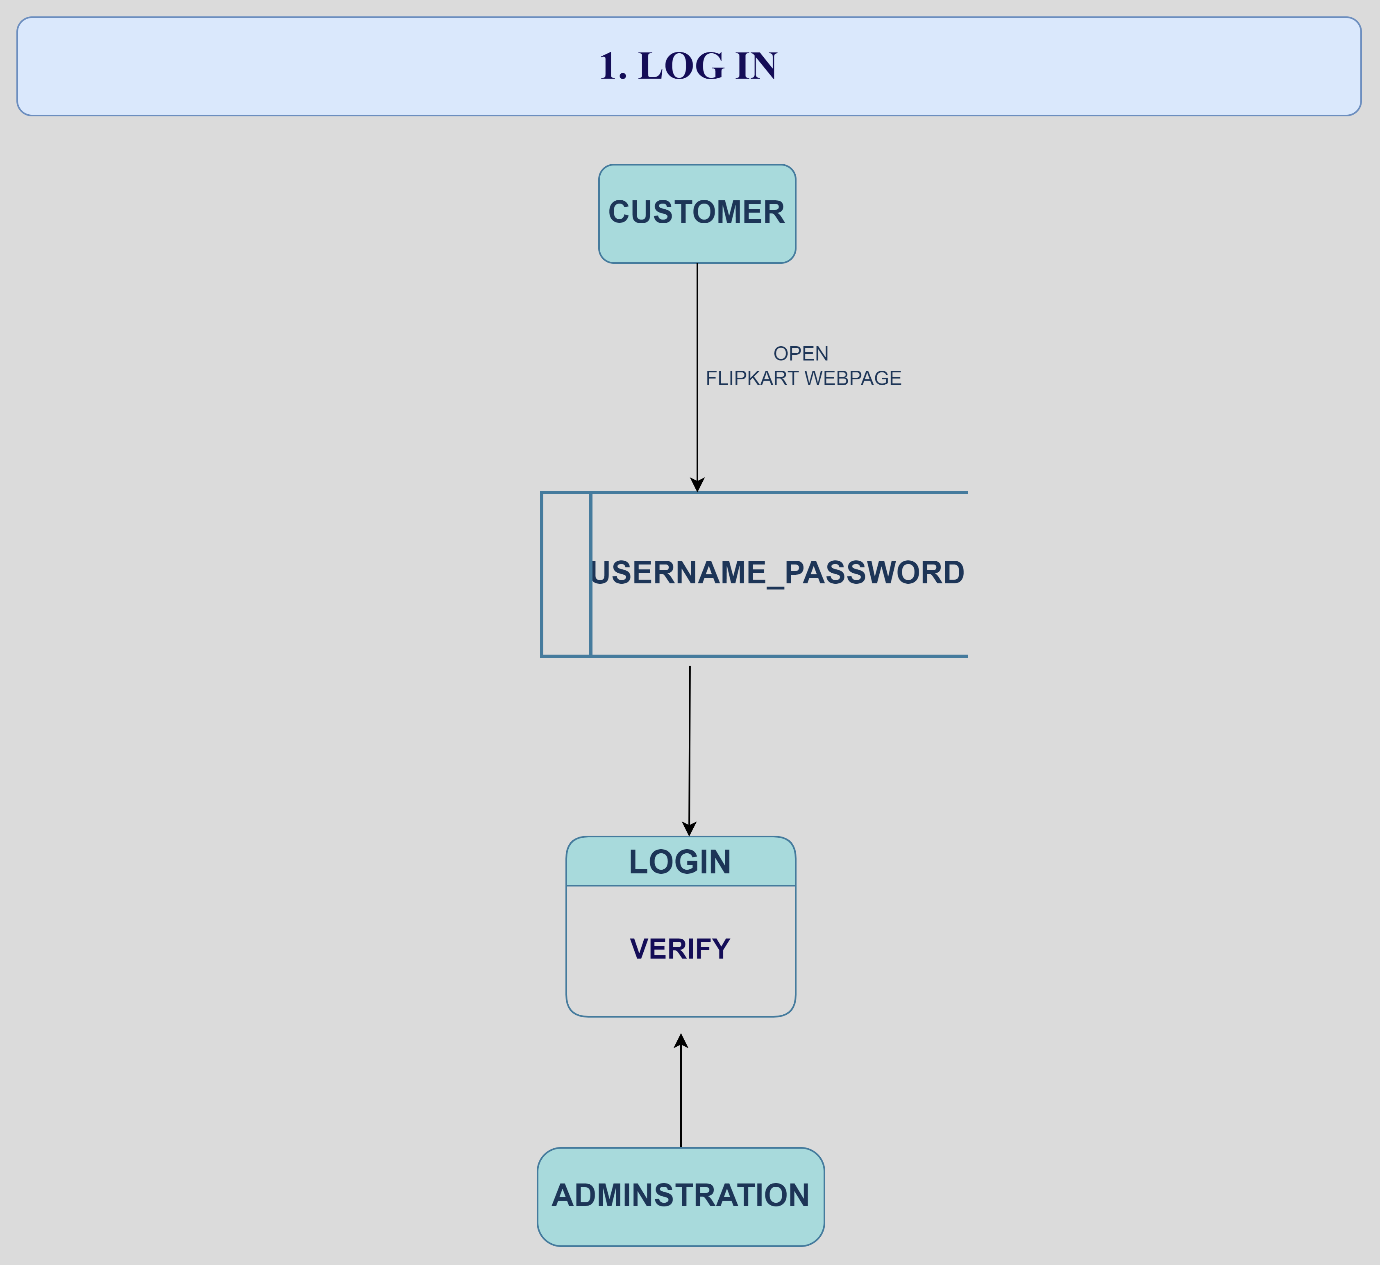 1. LOG IN
CUSTOMER
OPEN
FLIPKART WEBPAGE
USERNAME_PASSWORD
LOGIN
VERIFY
ADMINSTRATION